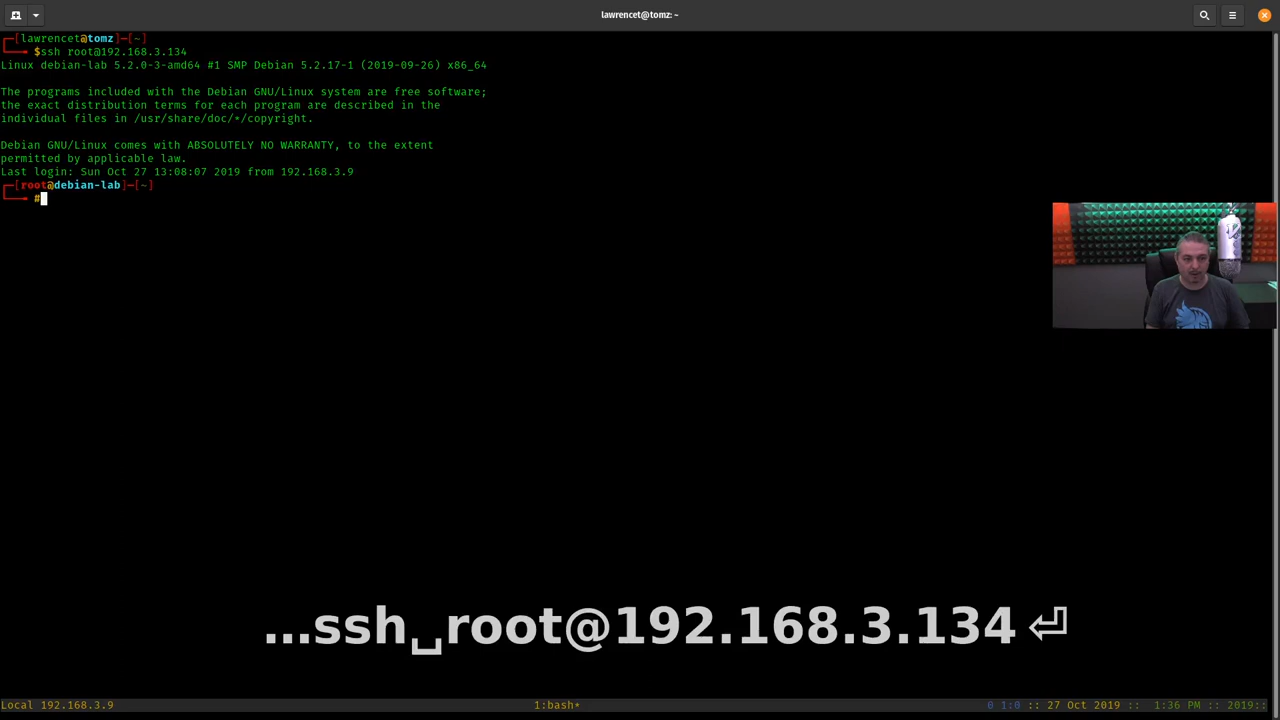 lawrencet@tomz: ~
┌─[lawrencet@tomz]─[~]
└──╼ $ssh root@192.168.3.134
Linux debian-lab 5.2.0-3-amd64 #1 SMP Debian 5.2.17-1 (2019-09-26) x86_64
The programs included with the Debian GNU/Linux system are free software;
the exact distribution terms for each program are described in the
individual files in /usr/share/doc/*/copyright.
Debian GNU/Linux comes with ABSOLUTELY NO WARRANTY, to the extent
permitted by applicable law.
Last login: Sun Oct 27 13:08:07 2019 from 192.168.3.9
┌─[root@debian-lab]─[~]
└──╼ #
...ssh␣root@192.168.3.134 ⏎
Local 192.168.3.9 1:bash* 0 1:0 :: 27 Oct 2019 :: 1:36 PM :: 2019::